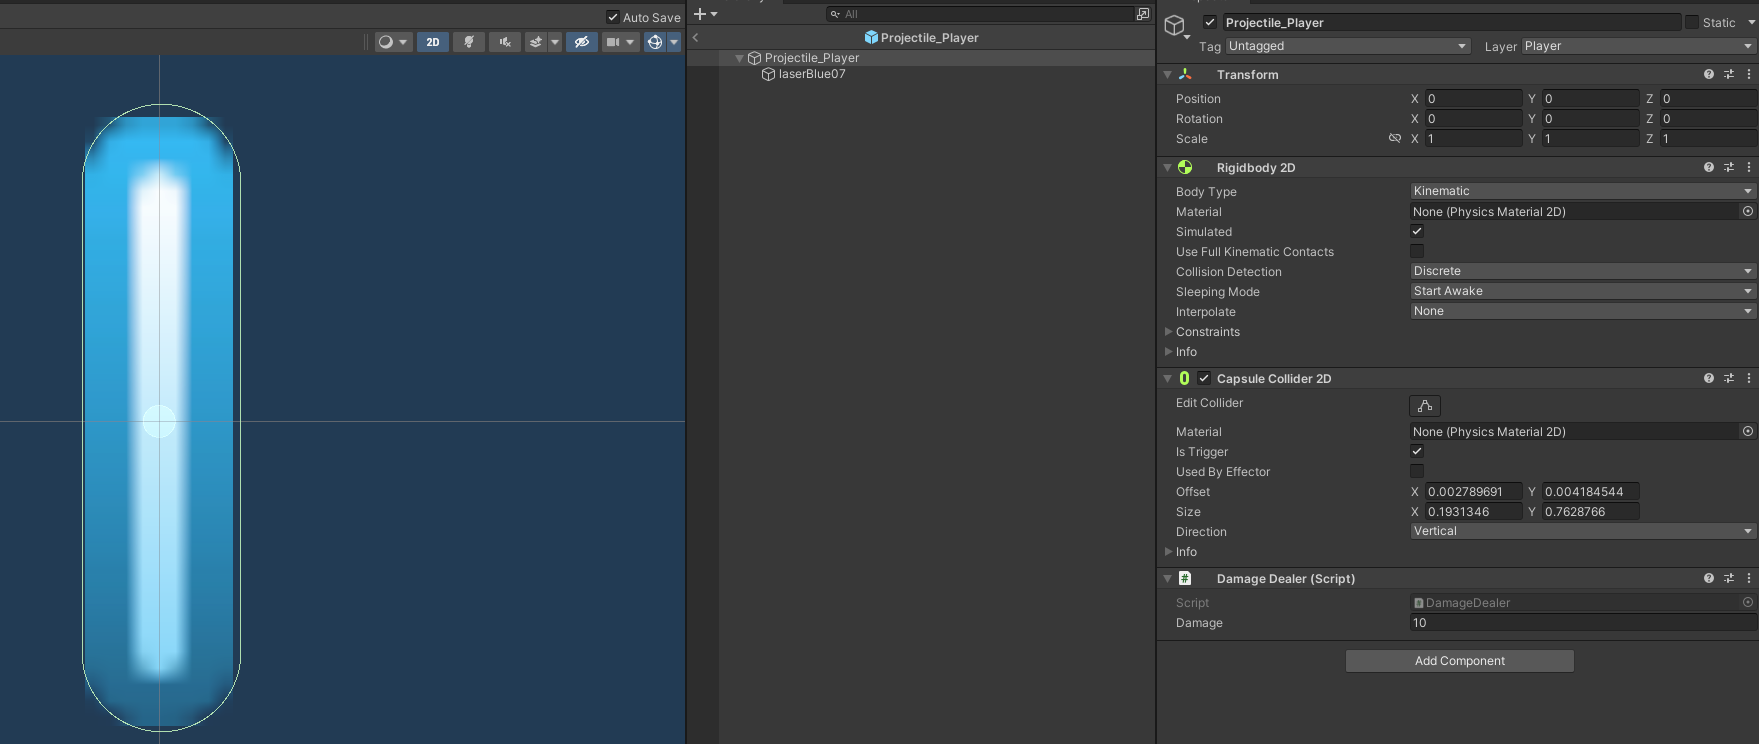 Auto Save
2D
All
Projectile_Player
Projectile_Player
laserBlue07
Projectile_Player
Static
Tag Untagged
Layer Player
Transform
Position X 0 Y 0 Z 0
Rotation X 0 Y 0 Z 0
Scale X 1 Y 1 Z 1
Rigidbody 2D
Body Type Kinematic
Material None (Physics Material 2D)
Simulated
Use Full Kinematic Contacts
Collision Detection Discrete
Sleeping Mode Start Awake
Interpolate None
Constraints
Info
Capsule Collider 2D
Edit Collider
Material None (Physics Material 2D)
Is Trigger
Used By Effector
Offset X 0.002789691 Y 0.004184544
Size X 0.1931346 Y 0.7628766
Direction Vertical
Info
# Damage Dealer (Script)
Script DamageDealer
Damage 10
Add Component